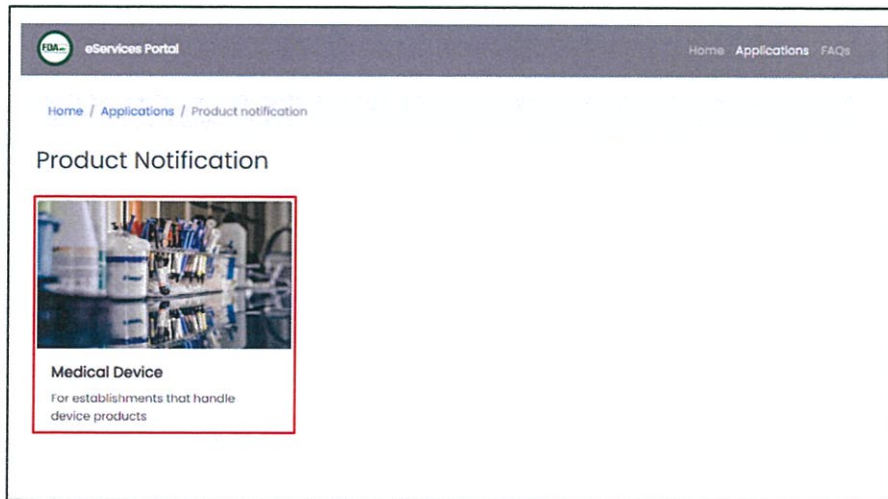 FDA
eServices Portal
Home Applications FAQs
Home / Applications / Product notification
Product Notification
Medical Device
For establishments that handle
device products